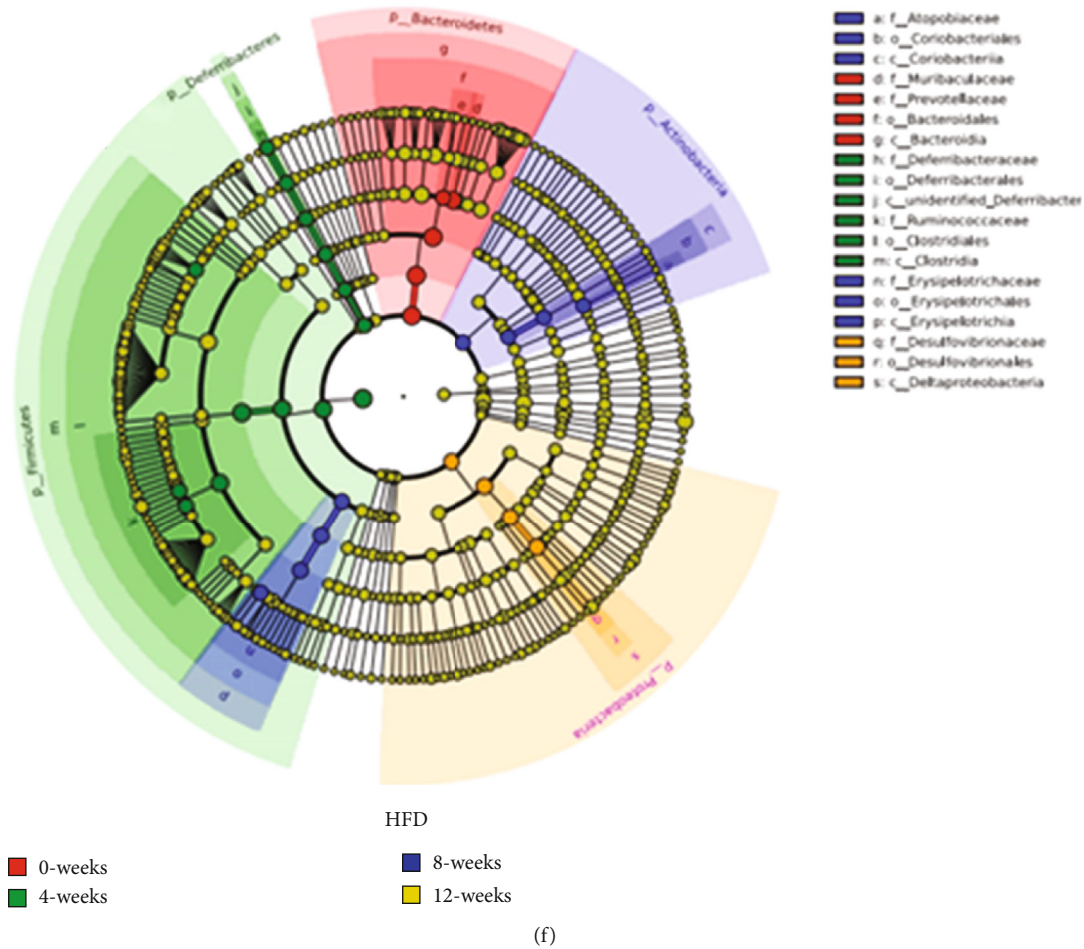 p__Bacteroidetes
p__Deferribacteres
p__Actinobacteria
p__Firmicutes
p__Proteobacteria
g
f
e
d
c
b
m
l
n
o
p
q
r
s
a: f__Atopobiaceae
b: o__Coriobacteriales
c: c__Coriobacteriia
d: f__Muribaculaceae
e: f__Prevotellaceae
f: o__Bacteroidales
g: c__Bacteroidia
h: f__Deferribacteraceae
i: o__Deferribacterales
j: c__unidentified_Deferribacter
k: f__Ruminococcaceae
l: o__Clostridiales
m: c__Clostridia
n: f__Erysipelotrichaceae
o: o__Erysipelotrichales
p: c__Erysipelotrichia
q: f__Desulfovibrionaceae
r: o__Desulfovibrionales
s: c__Deltaproteobacteria
HFD
0-weeks
4-weeks
8-weeks
12-weeks
(f)